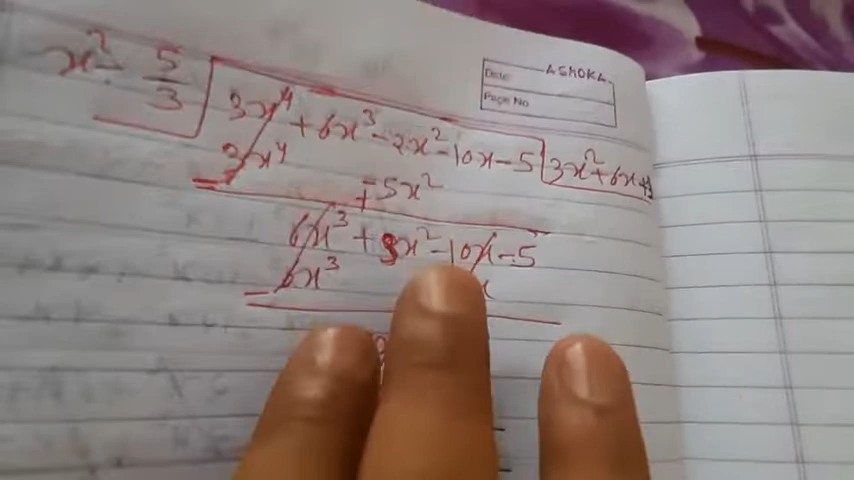 Date: ASHOKA
Page No
x² - 5/3 3x⁴ + 6x³ - 2x² - 10x - 5 3x² + 6x + 3
3x⁴ - 5x²
6x³ + 3x² - 10x - 5
6x³ x